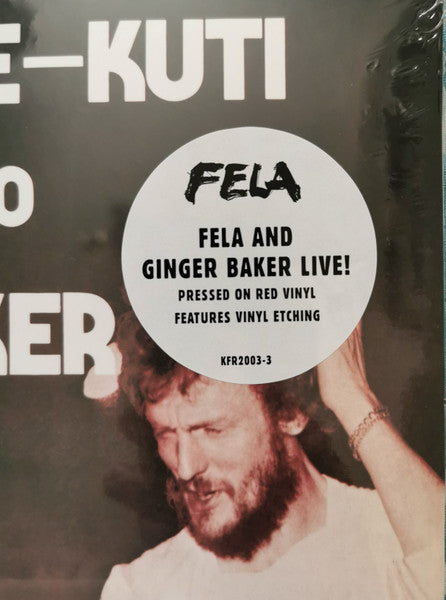 E-KUTI
O
KER
FELA
FELA AND
GINGER BAKER LIVE!
PRESSED ON RED VINYL
FEATURES VINYL ETCHING
KFR2003-3